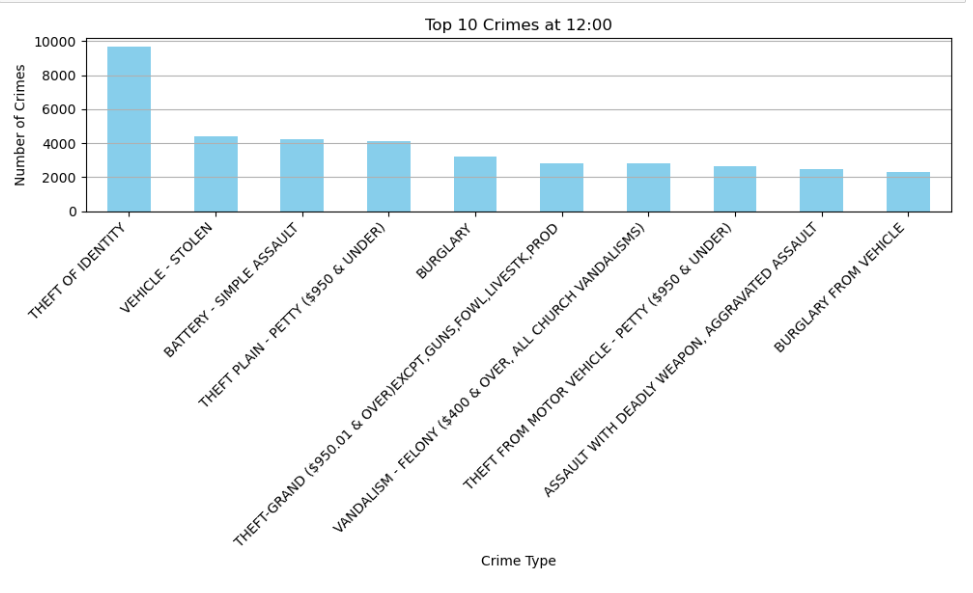 Top 10 Crimes at 12:00
Number of Crimes
10000
8000
6000
4000
2000
0
THEFT OF IDENTITY
VEHICLE - STOLEN
BATTERY - SIMPLE ASSAULT
THEFT PLAIN - PETTY ($950 & UNDER)
BURGLARY
THEFT-GRAND ($950.01 & OVER)EXCPT,GUNS,FOWL,LIVESTK,PROD
VANDALISM - FELONY ($400 & OVER, ALL CHURCH VANDALISMS)
THEFT FROM MOTOR VEHICLE - PETTY ($950 & UNDER)
ASSAULT WITH DEADLY WEAPON, AGGRAVATED ASSAULT
BURGLARY FROM VEHICLE
Crime Type